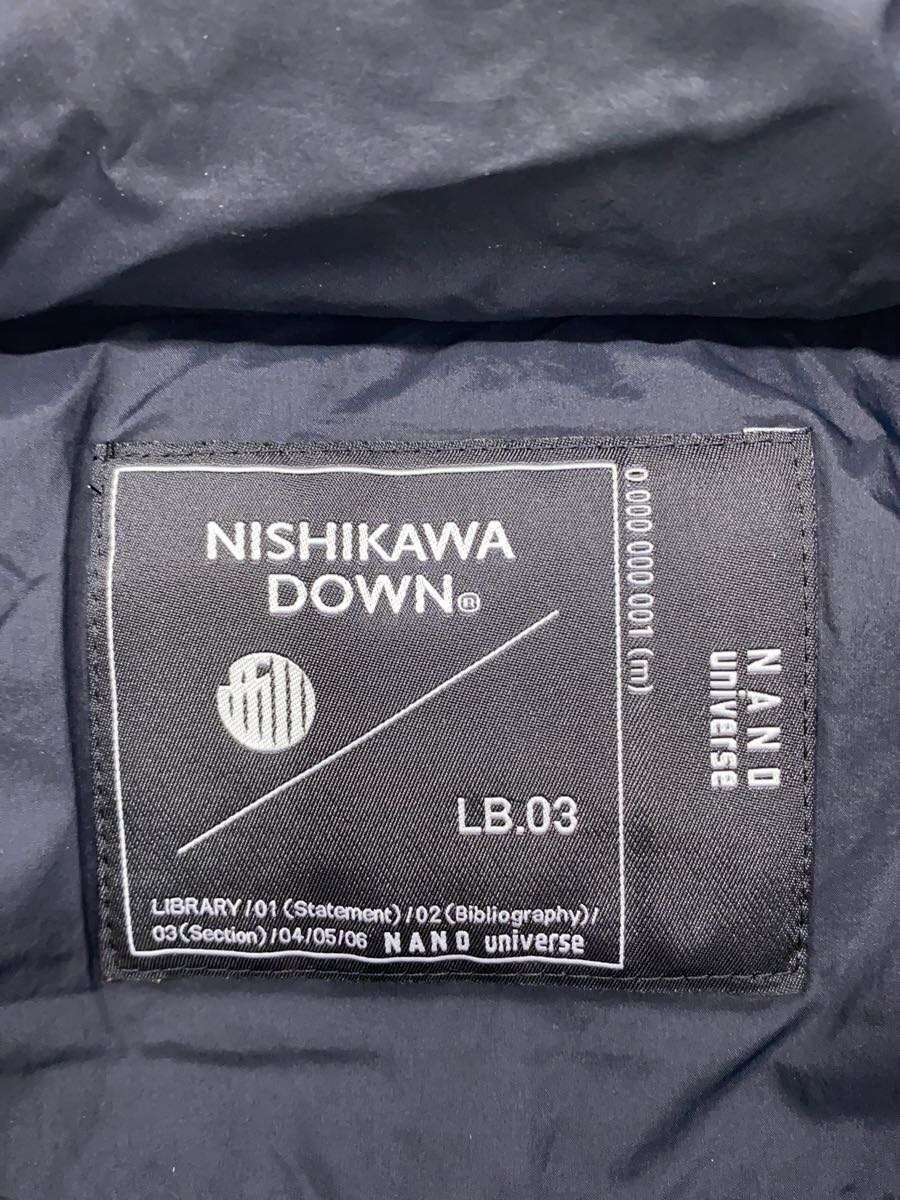 NISHIKAWA
DOWN®
LB.03
LIBRARY/01(Statement)/02(Bibliography)/
03(Section)/04/05/06 NANO universe
0.000 000 001 (m)
NANO
universe